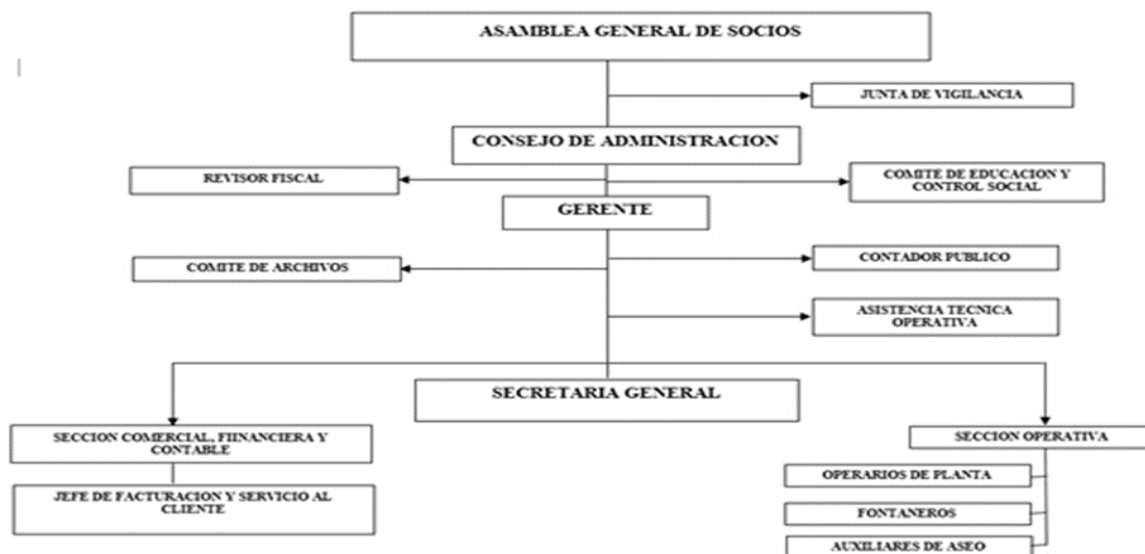 ASAMBLEA GENERAL DE SOCIOS
JUNTA DE VIGILANCIA
CONSEJO DE ADMINISTRACION
REVISOR FISCAL
COMITÉ DE EDUCACION Y
CONTROL SOCIAL
GERENTE
COMITE DE ARCHIVOS
CONTADOR PUBLICO
ASISTENCIA TECNICA
OPERATIVA
SECRETARIA GENERAL
SECCION COMERCIAL, FIINANCIERA Y
CONTABLE
SECCION OPERATIVA
JEFE DE FACTURACION Y SERVICIO AL
CLIENTE
OPERARIOS DE PLANTA
FONTANEROS
AUXILIARES DE ASEO